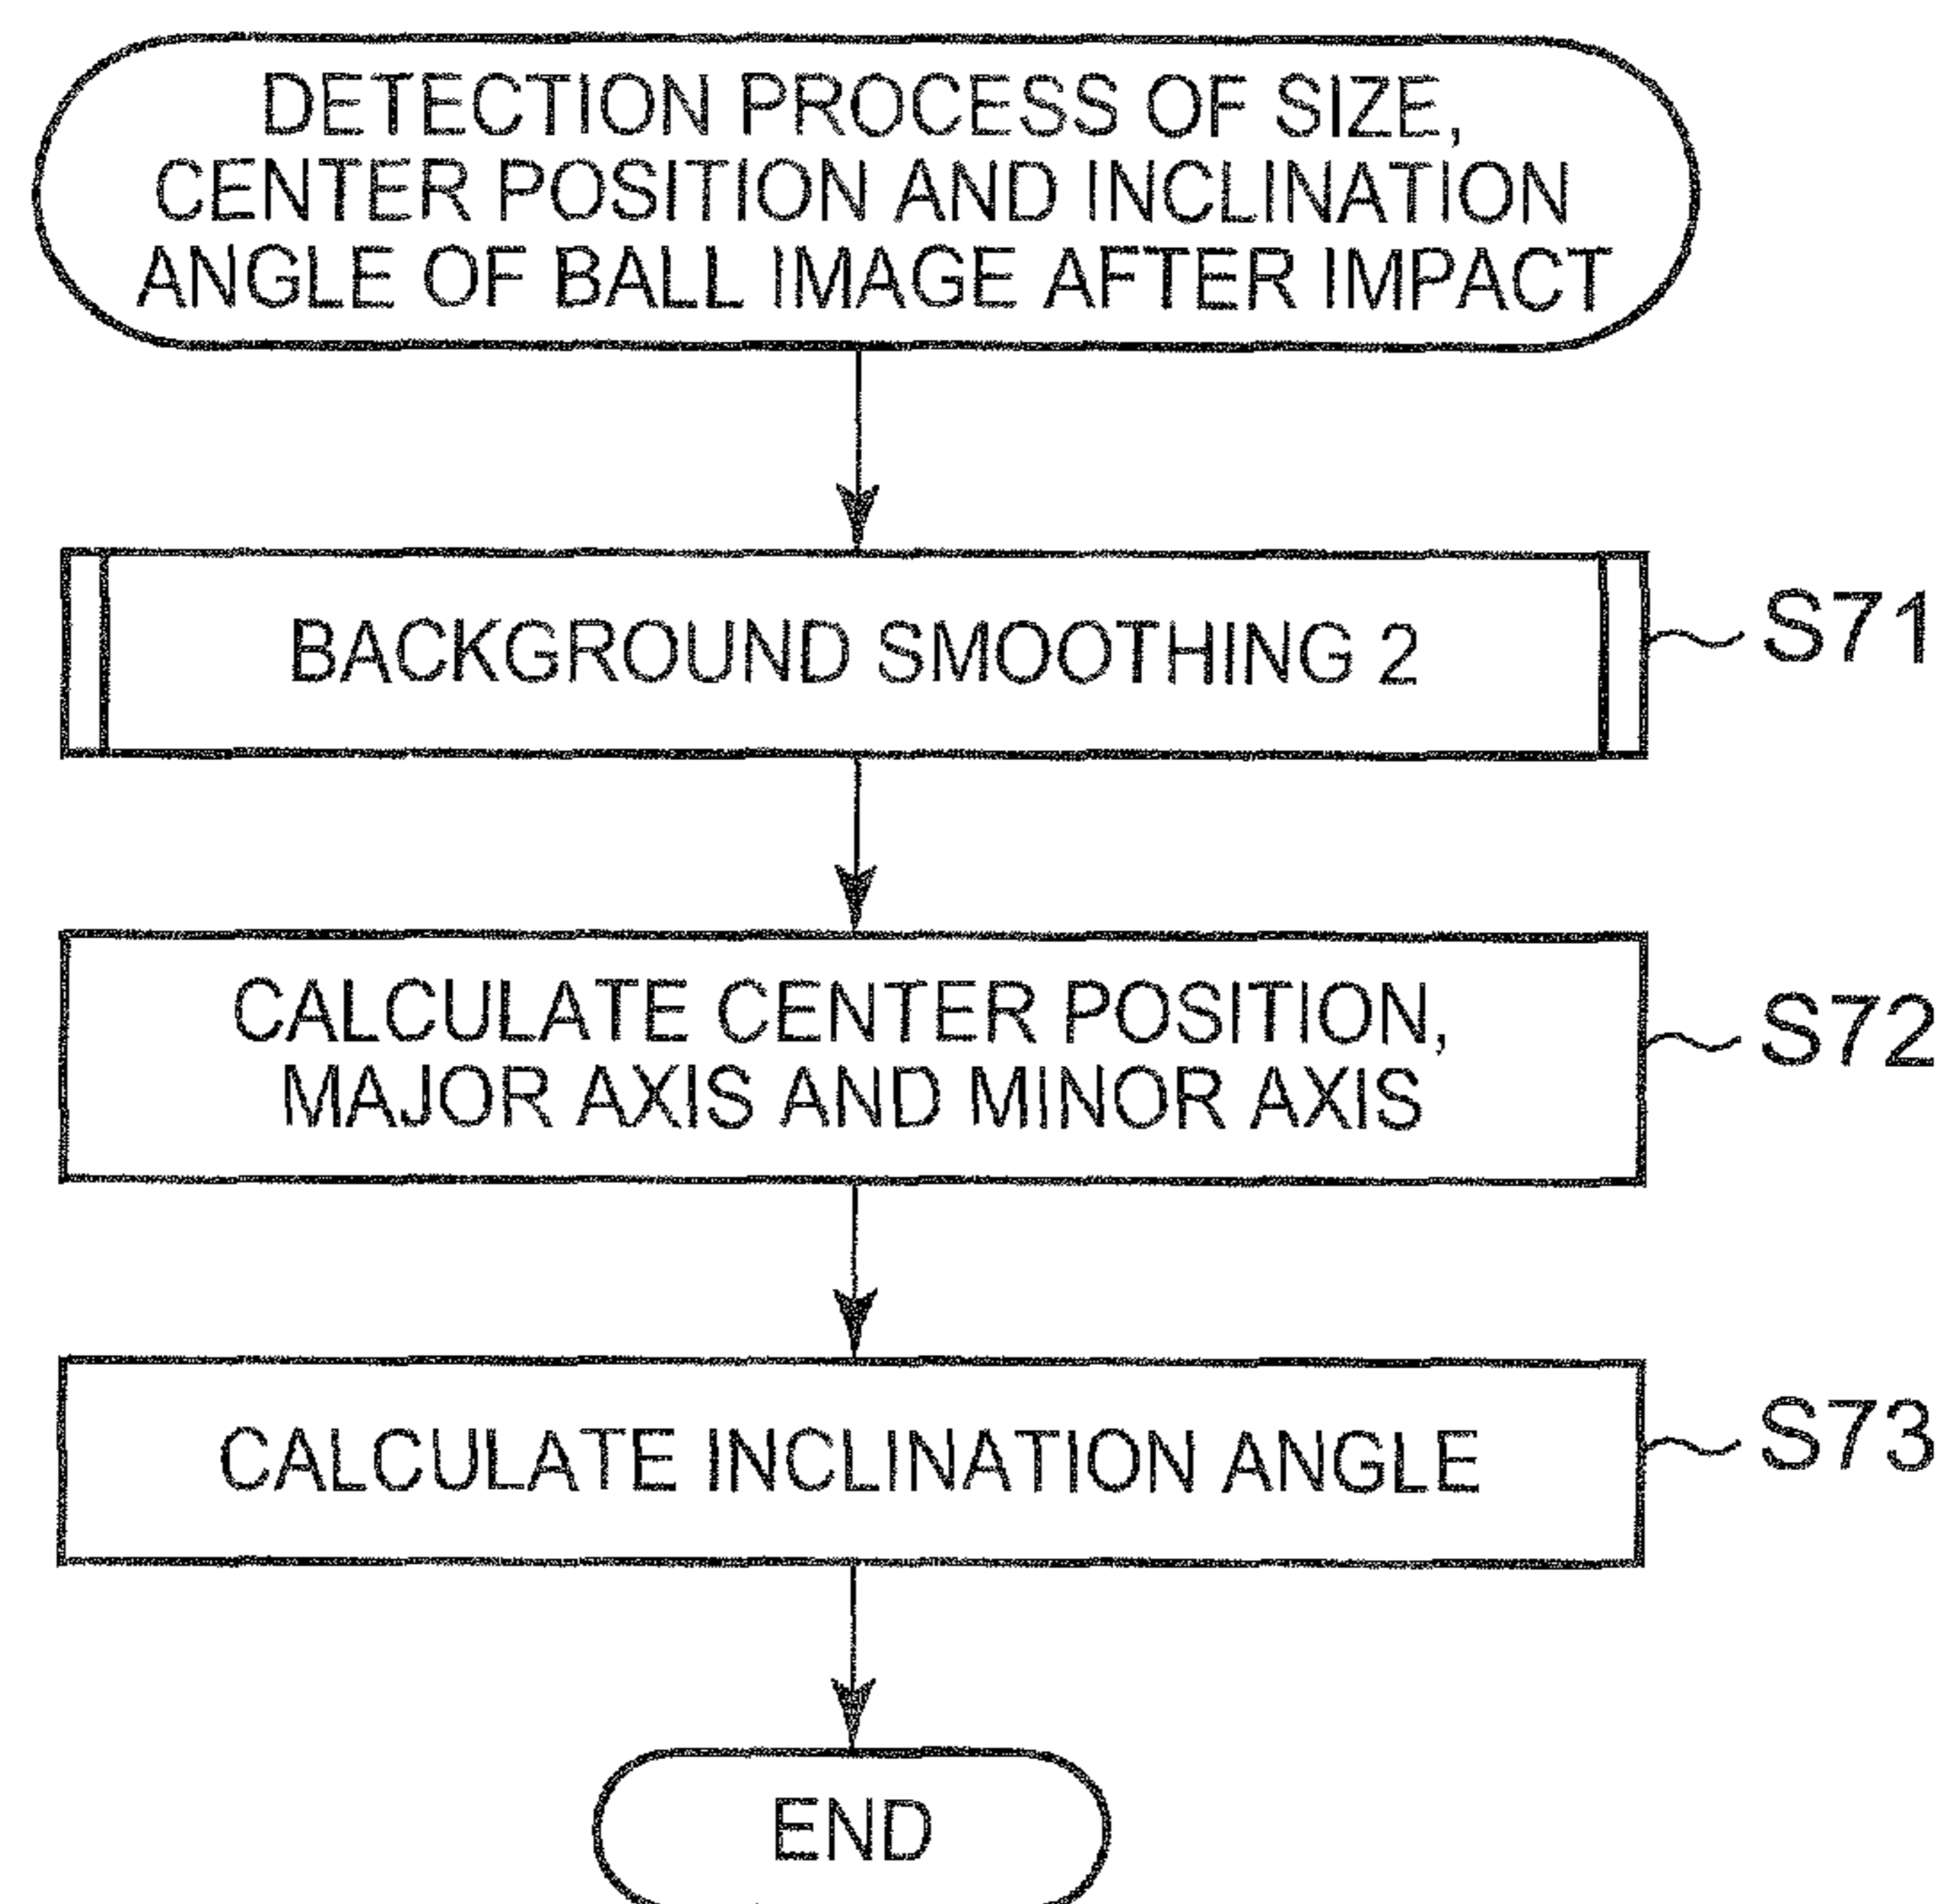 DETECTION PROCESS OF SIZE,
CENTER POSITION AND INCLINATION
ANGLE OF BALL IMAGE AFTER IMPACT
BACKGROUND SMOOTHING 2
S71
CALCULATE CENTER POSITION,
MAJOR AXIS AND MINOR AXIS
S72
CALCULATE INCLINATION ANGLE
S73
END